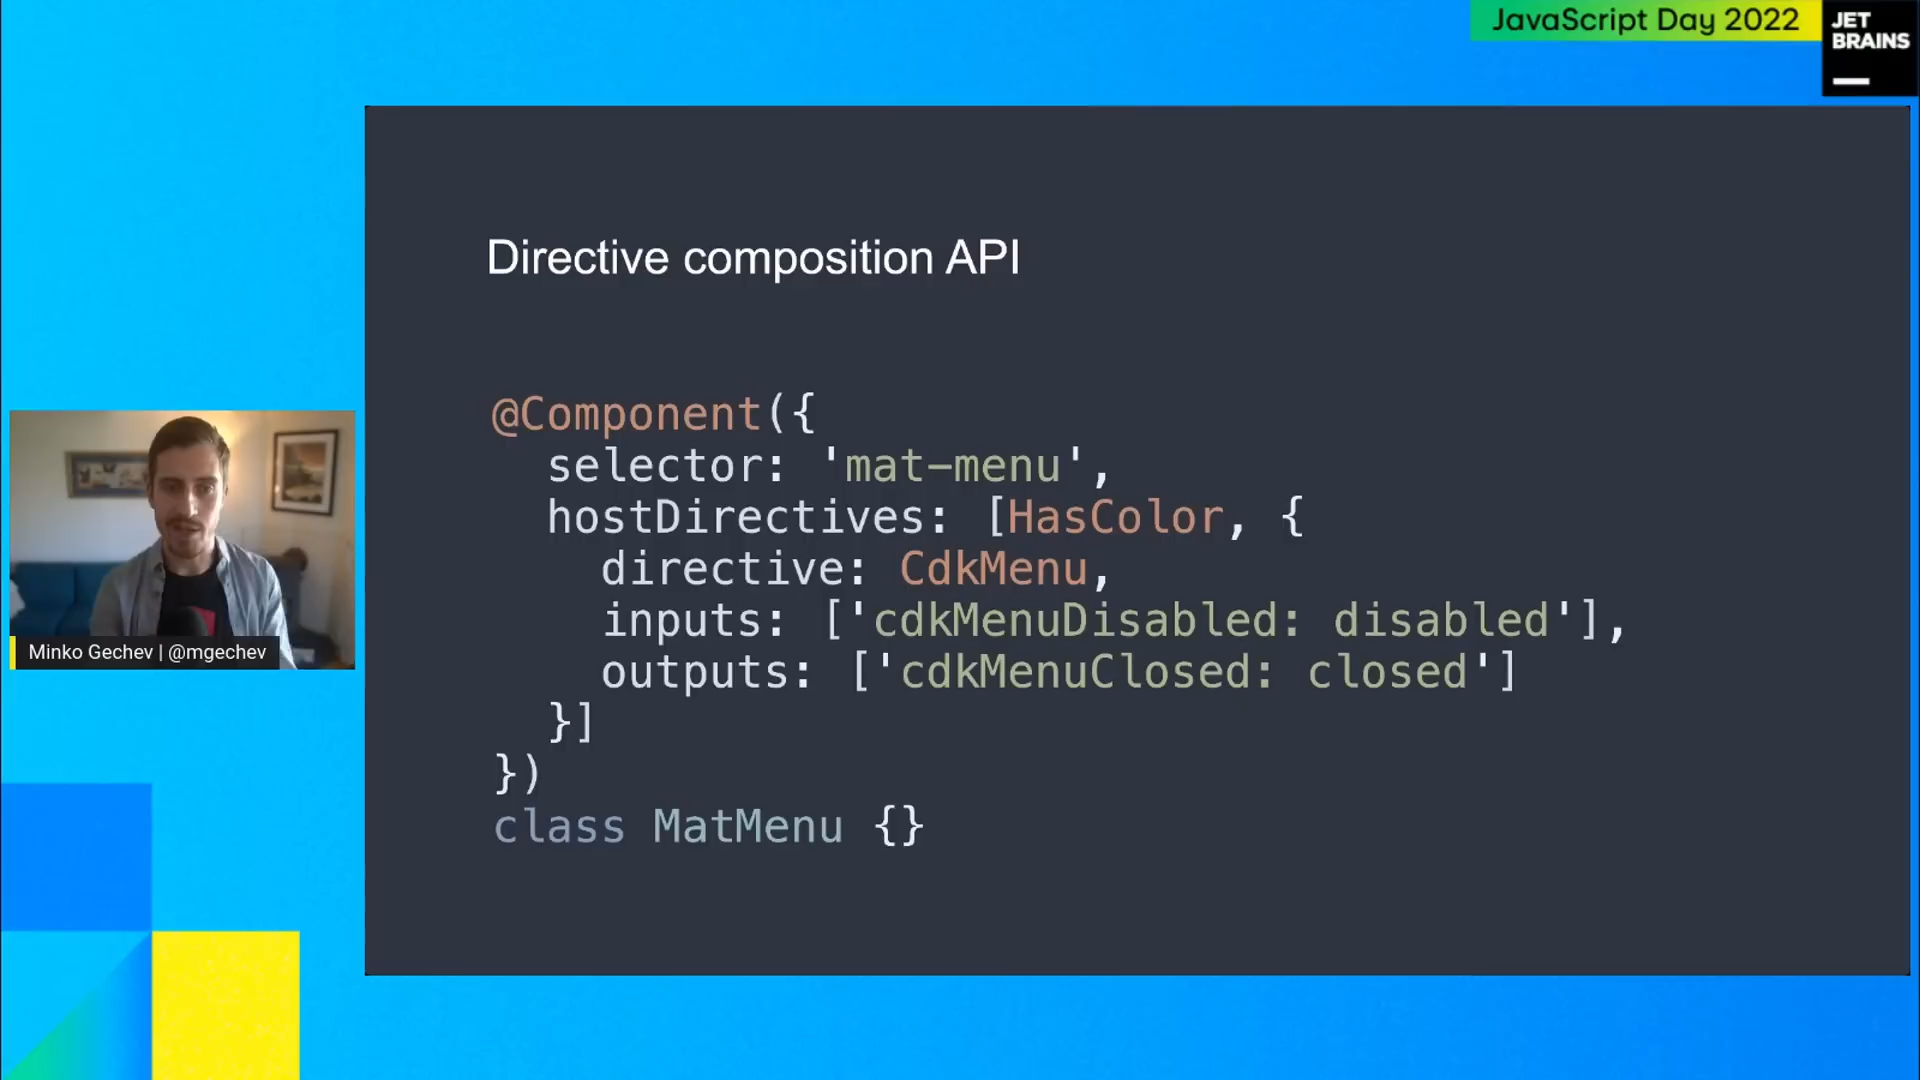 JavaScript Day 2022
JET
BRAINS
Directive composition API
@Component({
  selector: 'mat-menu',
  hostDirectives: [HasColor, {
    directive: CdkMenu,
    inputs: ['cdkMenuDisabled: disabled'],
    outputs: ['cdkMenuClosed: closed']
  }]
})
class MatMenu {}
Minko Gechev | @mgechev